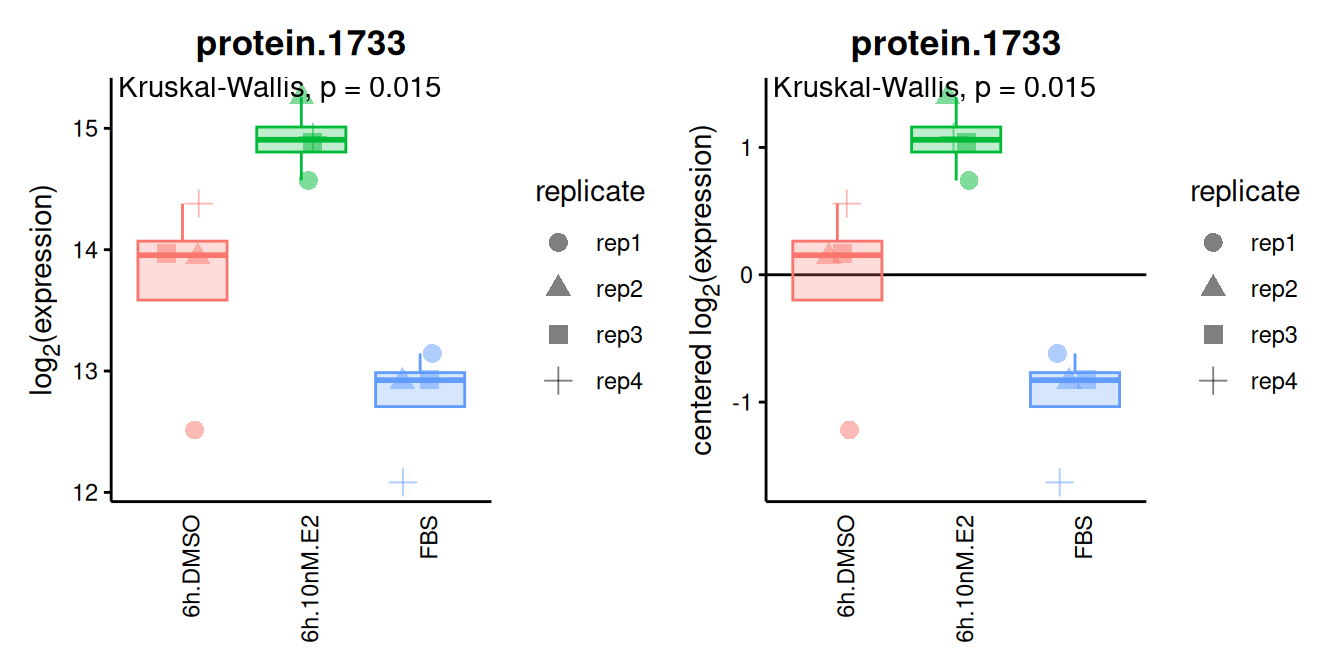 protein.1733
Kruskal-Wallis, p = 0.015
log2(expression)
15
14
13
12
6h.DMSO
6h.10nM.E2
FBS
replicate
rep1
rep2
rep3
rep4
protein.1733
Kruskal-Wallis, p = 0.015
centered log2(expression)
1
0
-1
6h.DMSO
6h.10nM.E2
FBS
replicate
rep1
rep2
rep3
rep4